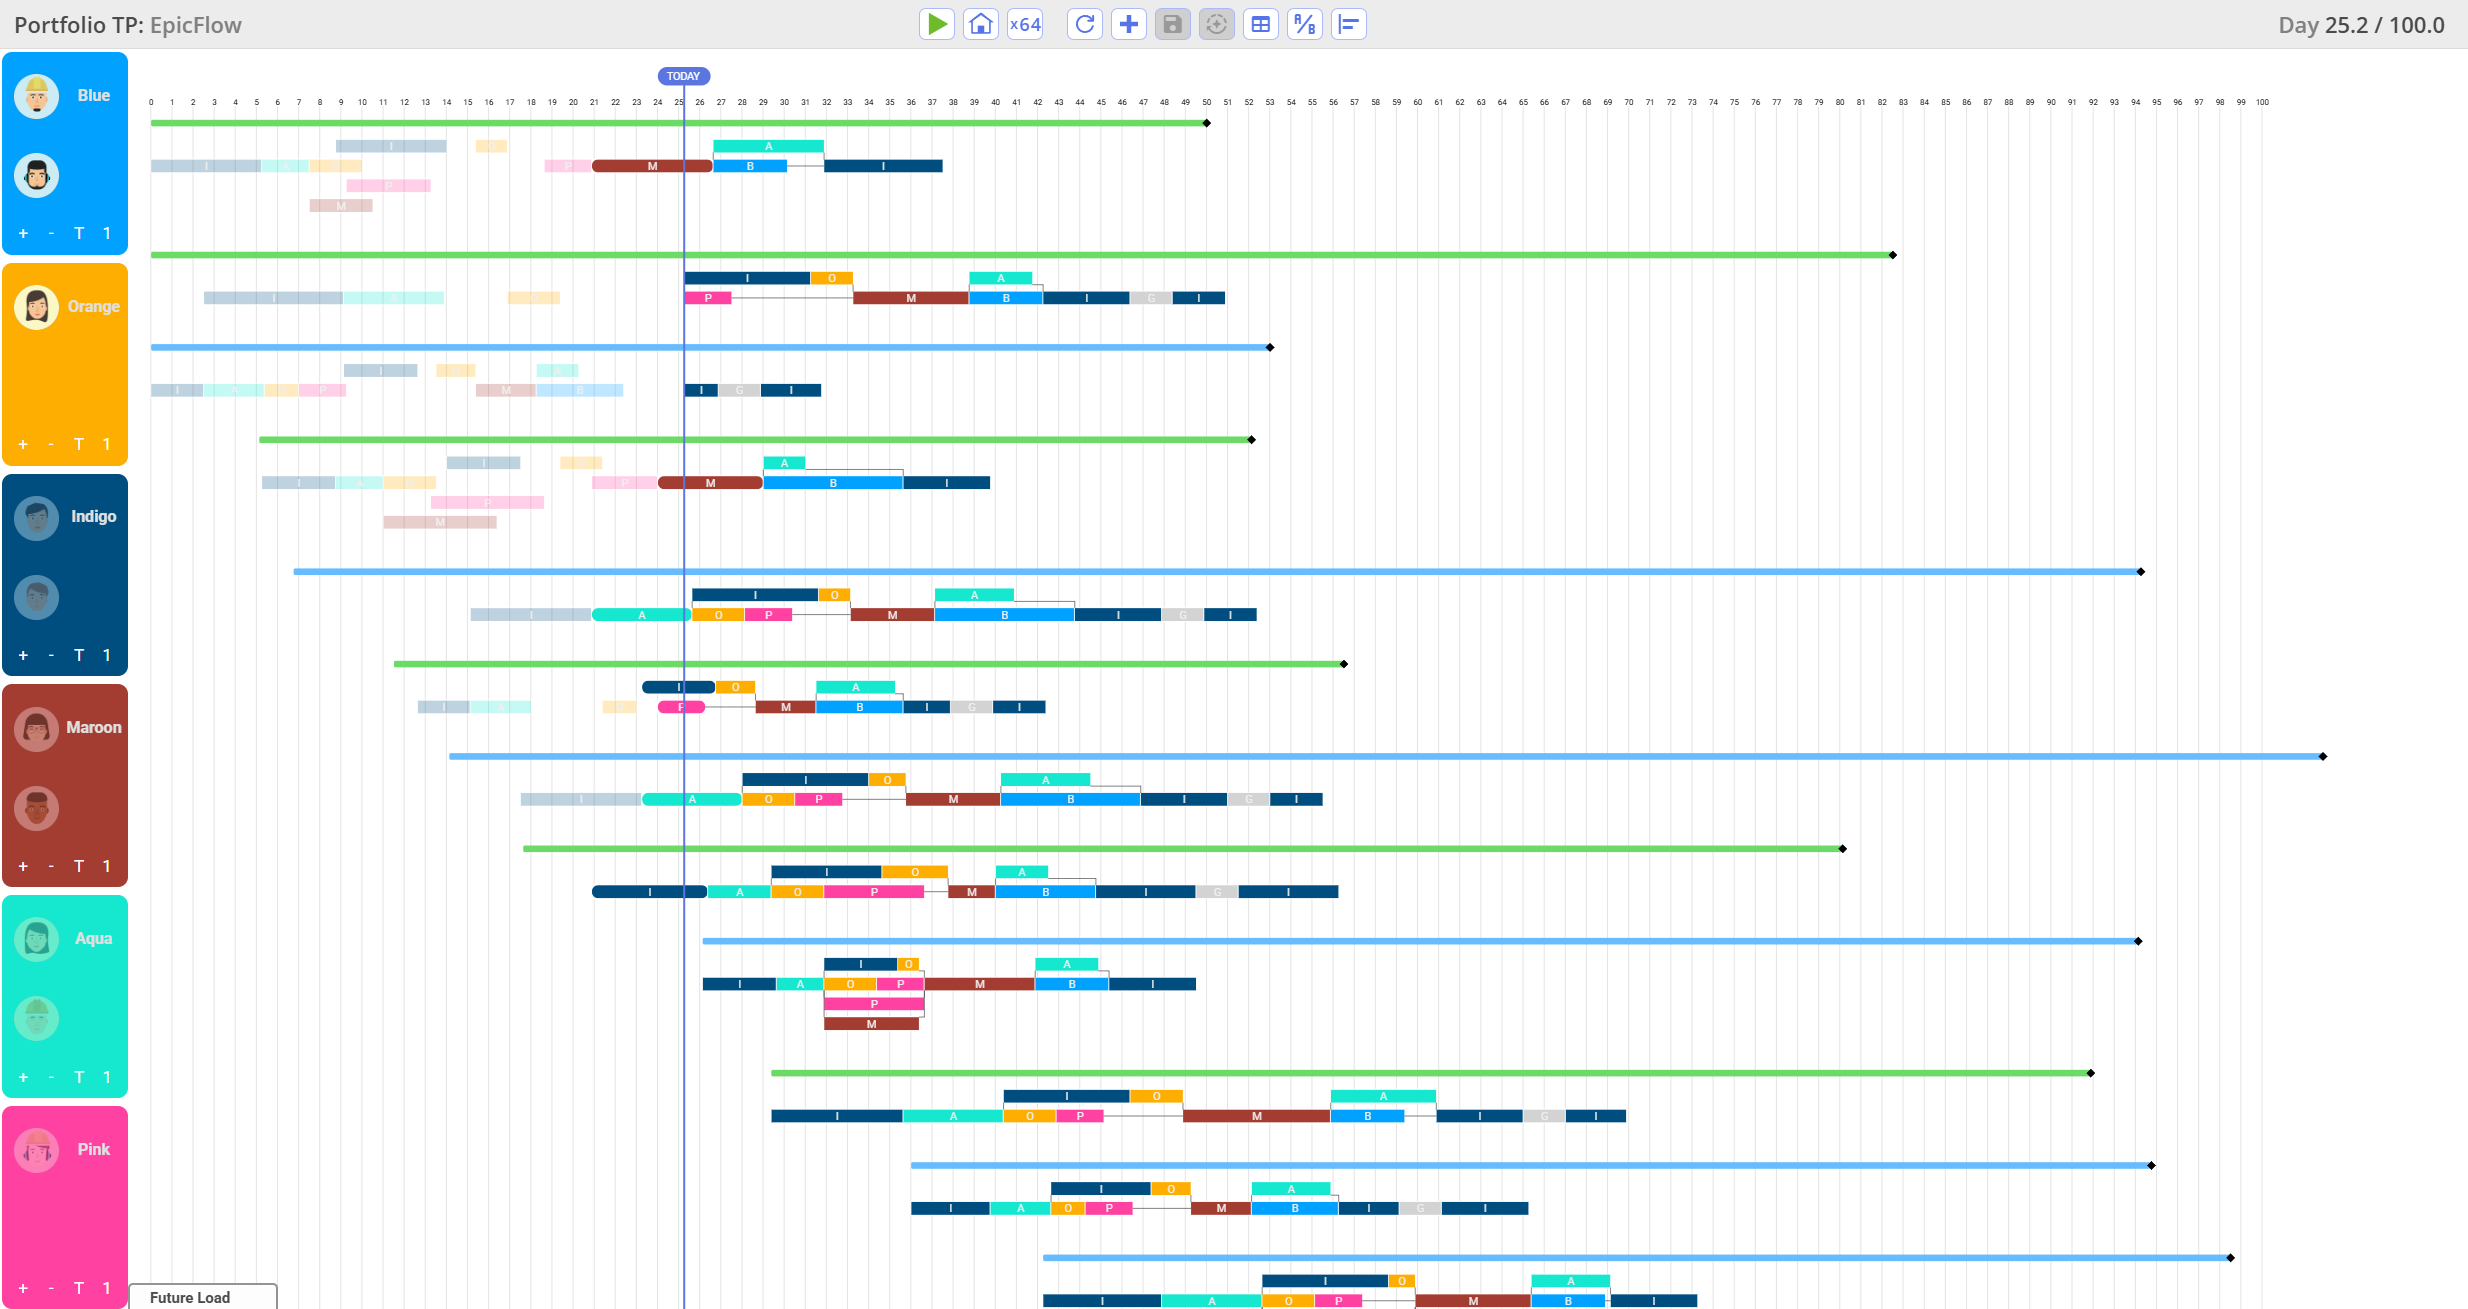 Portfolio TP: EpicFlow
x64
A/B
Day 25.2 / 100.0
TODAY
0 1 2 3 4 5 6 7 8 9 10 11 12 13 14 15 16 17 18 19 20 21 22 23 24 25 26 27 28 29 30 31 32 33 34 35 36 37 38 39 40 41 42 43 44 45 46 47 48 49 50 51 52 53 54 55 56 57 58 59 60 61 62 63 64 65 66 67 68 69 70 71 72 73 74 75 76 77 78 79 80 81 82 83 84 85 86 87 88 89 90 91 92 93 94 95 96 97 98 99 100
Blue
+ - T 1
Orange
+ - T 1
Indigo
+ - T 1
Maroon
+ - T 1
Aqua
+ - T 1
Pink
+ - T 1
I A
I P M B I
P
M
I O A
I A P M B I G I
I A
I A P M B I G I
I A
I P M B I
P
M
I O A
I A O P M B I G I
I O A
I A P M B I G I
I O A
I A O P M B I G I
I O A
I A O P M B I G I
I O A
I A O P M B I
P
M
I O A
I A O P M B I G I
I O A
I A O P M B I G I
I O A
I A O P M B I
Future Load